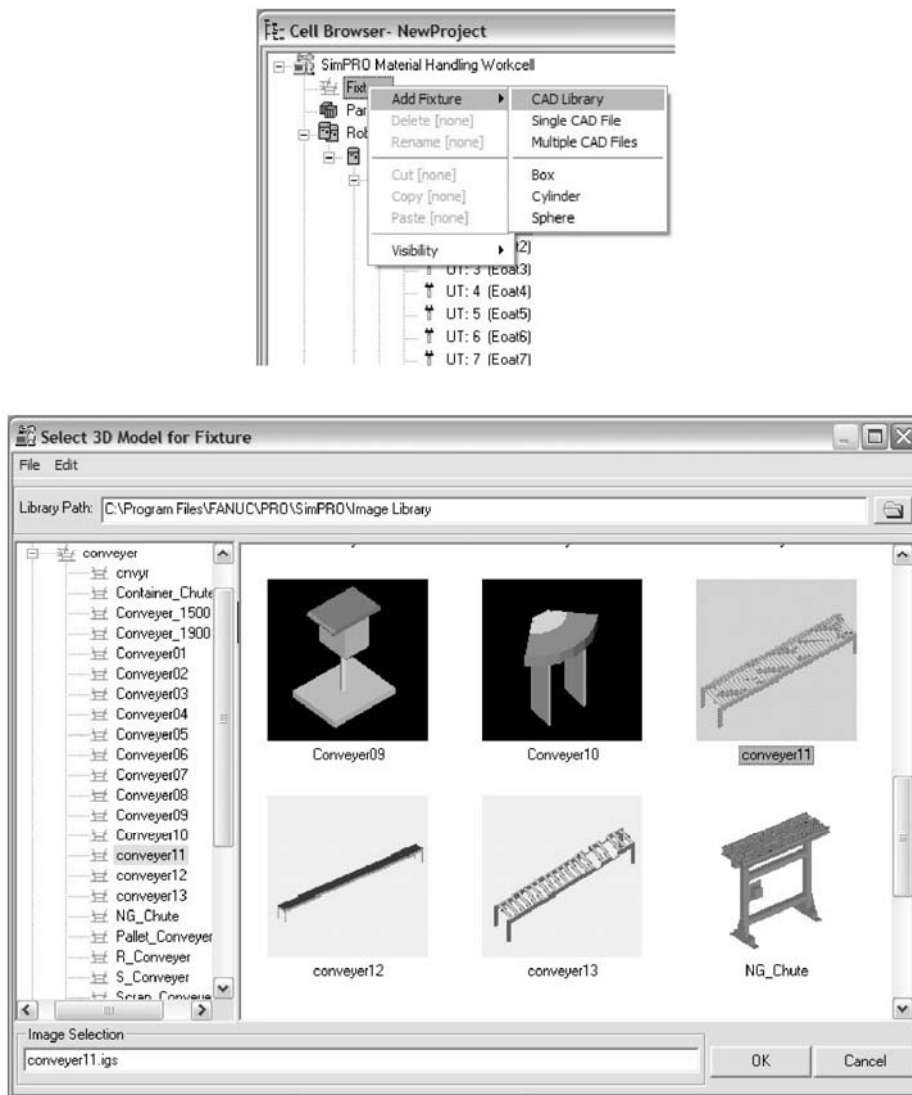 Cell Browser- NewProject
SimPRO Material Handling Workcell
Add Fixture
CAD Library
Delete [none]
Single CAD File
Rename [none]
Multiple CAD Files
Cut [none]
Box
Copy [none]
Cylinder
Paste [none]
Sphere
Visibility
UT: 3 (Eoat3)
UT: 4 (Eoat4)
UT: 5 (Eoat5)
UT: 6 (Eoat6)
UT: 7 (Eoat7)
Select 3D Model for Fixture
File Edit
Library Path: C:\Program Files\FANUC\PRO\SimPRO\Image Library
conveyer
cnvyr
Container_Chute
Conveyer_1500
Conveyer_1900
Conveyer01
Conveyer02
Conveyer03
Conveyer04
Conveyer05
Conveyer06
Conveyer07
Conveyer08
Conveyer09
Conveyer10
conveyer11
conveyer12
conveyer13
NG_Chute
Pallet_Conveyer
R_Conveyer
S_Conveyer
Scrap_Conveye
Conveyer09
Conveyer10
conveyer11
conveyer12
conveyer13
NG_Chute
Image Selection
conveyer11.igs
OK
Cancel